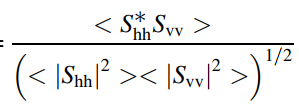 = < S*hh Svv >
( < |Shh|² > < |Svv|² > )^1/2